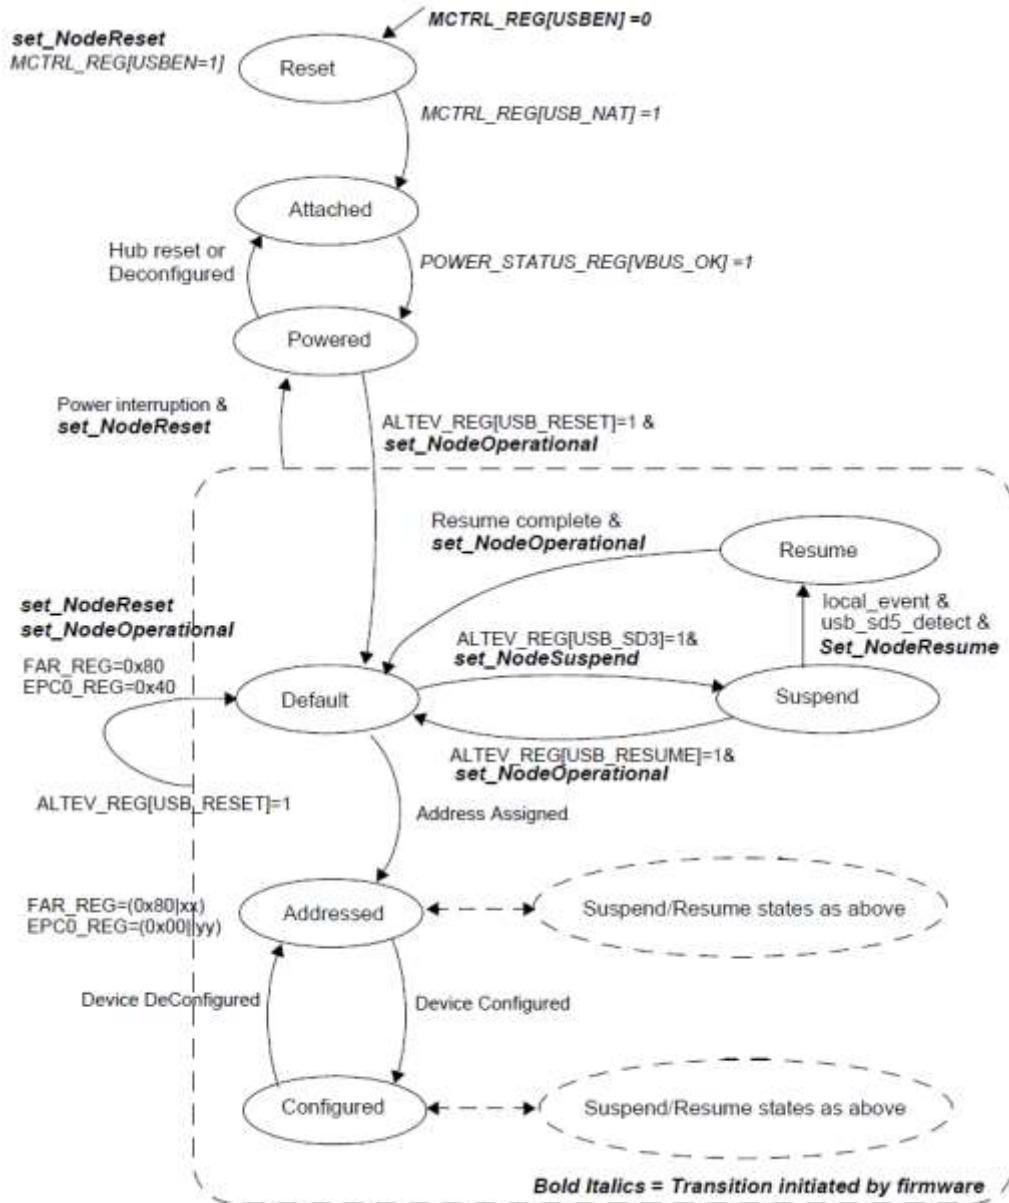 MCTRL_REG[USBEN] =0
set_NodeReset
MCTRL_REG[USBEN=1]
Reset
MCTRL_REG[USB_NAT] =1
Attached
Hub reset or
Deconfigured
POWER_STATUS_REG[VBUS_OK] =1
Powered
Power interruption &
set_NodeReset
ALTEV_REG[USB_RESET]=1 &
set_NodeOperational
Resume complete &
set_NodeOperational
Resume
local_event &
usb_sd5_detect &
Set_NodeResume
set_NodeReset
set_NodeOperational
FAR_REG=0x80
EPC0_REG=0x40
ALTEV_REG[USB_SD3]=1&
set_NodeSuspend
Default
Suspend
ALTEV_REG[USB_RESUME]=1&
set_NodeOperational
ALTEV_REG[USB_RESET]=1
Address Assigned
FAR_REG=(0x80|xx)
EPC0_REG=(0x00||yy)
Addressed
Suspend/Resume states as above
Device DeConfigured
Device Configured
Configured
Suspend/Resume states as above
Bold Italics = Transition initiated by firmware